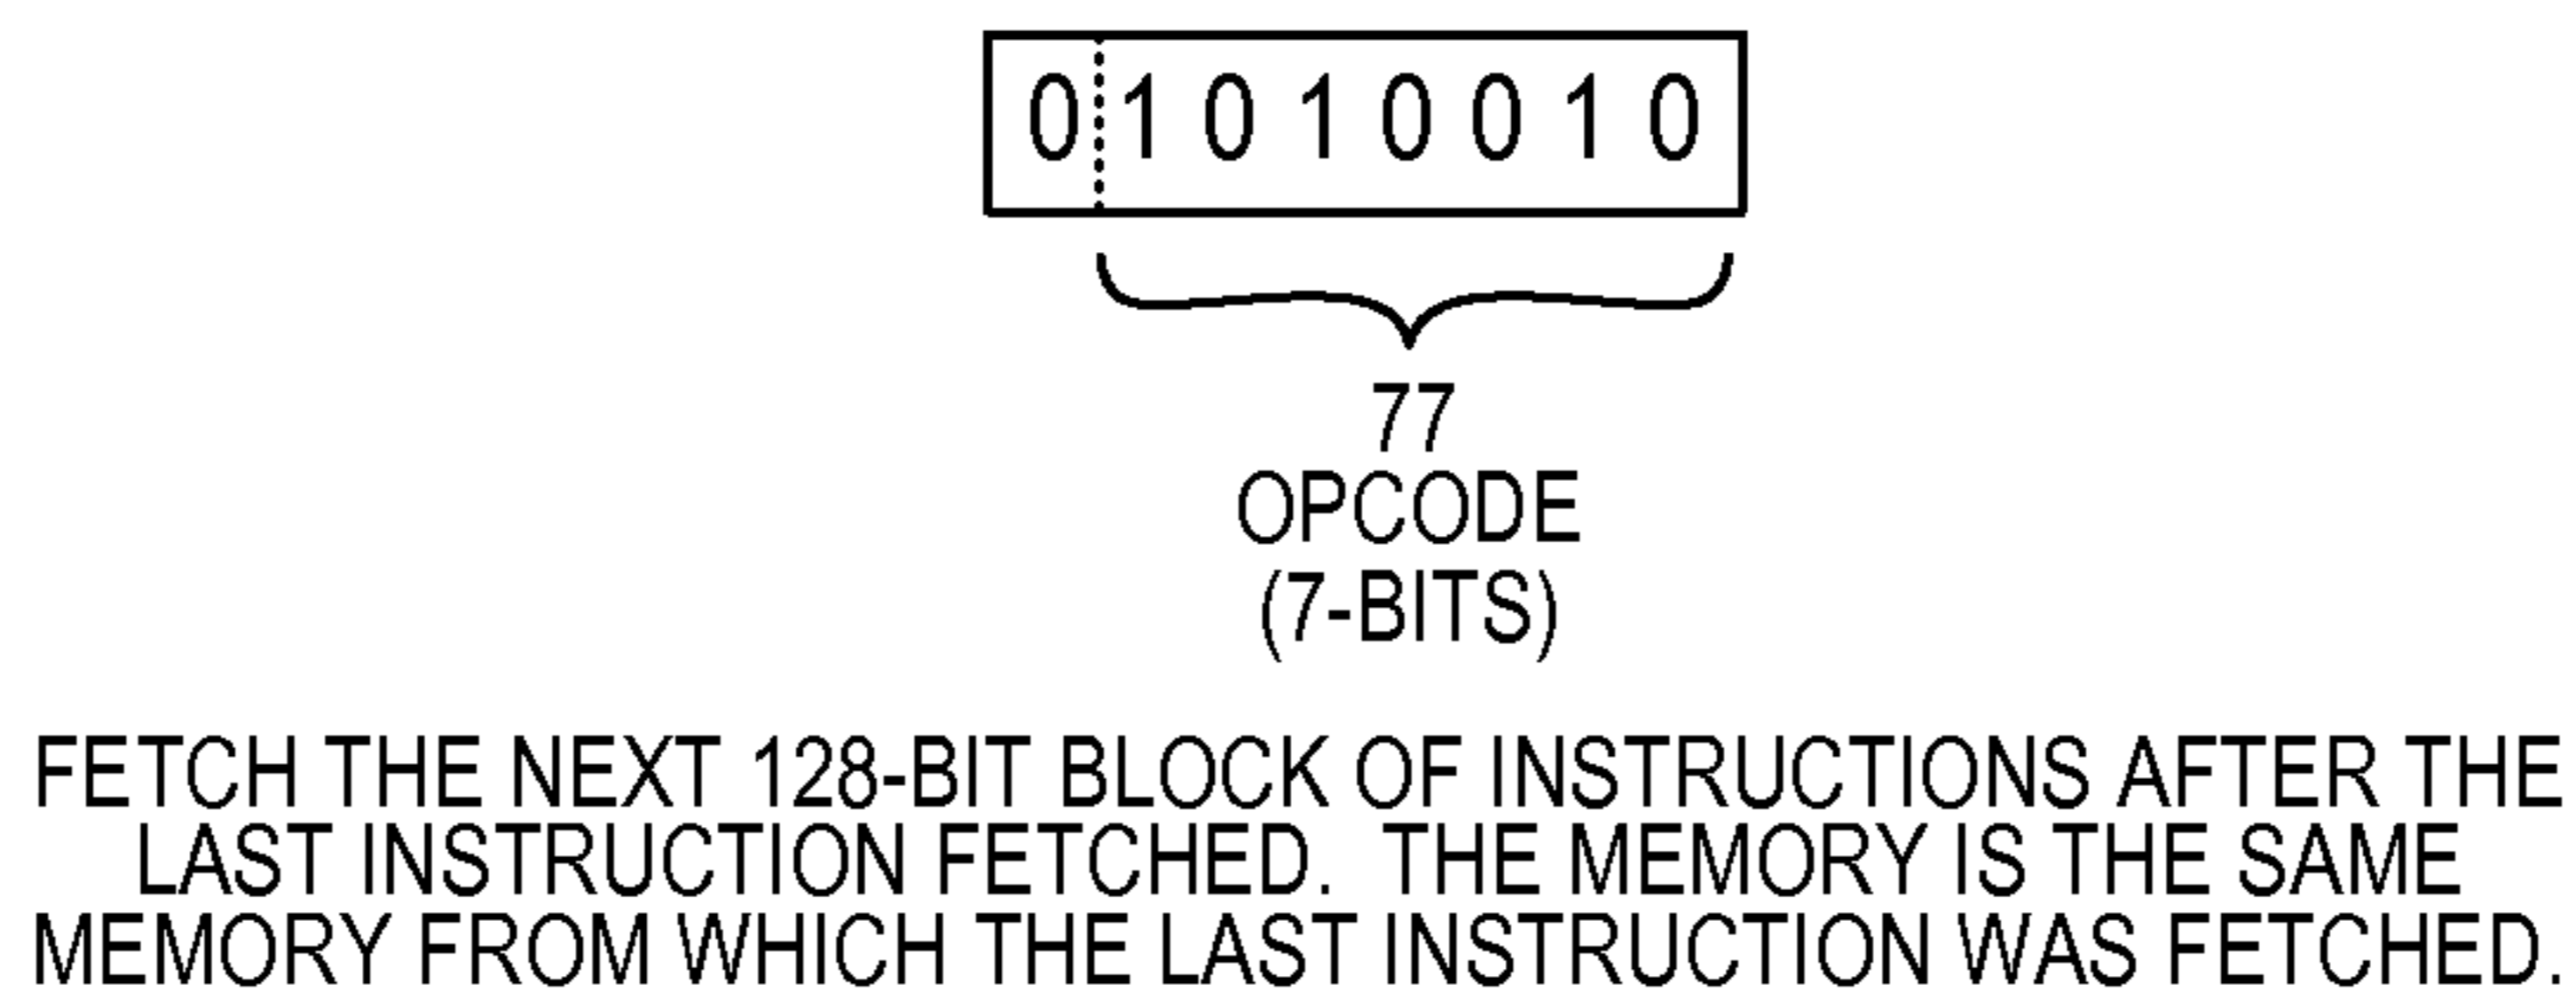 0 1 0 1 0 0 1 0
77
OPCODE
(7-BITS)
FETCH THE NEXT 128-BIT BLOCK OF INSTRUCTIONS AFTER THE
LAST INSTRUCTION FETCHED. THE MEMORY IS THE SAME
MEMORY FROM WHICH THE LAST INSTRUCTION WAS FETCHED.